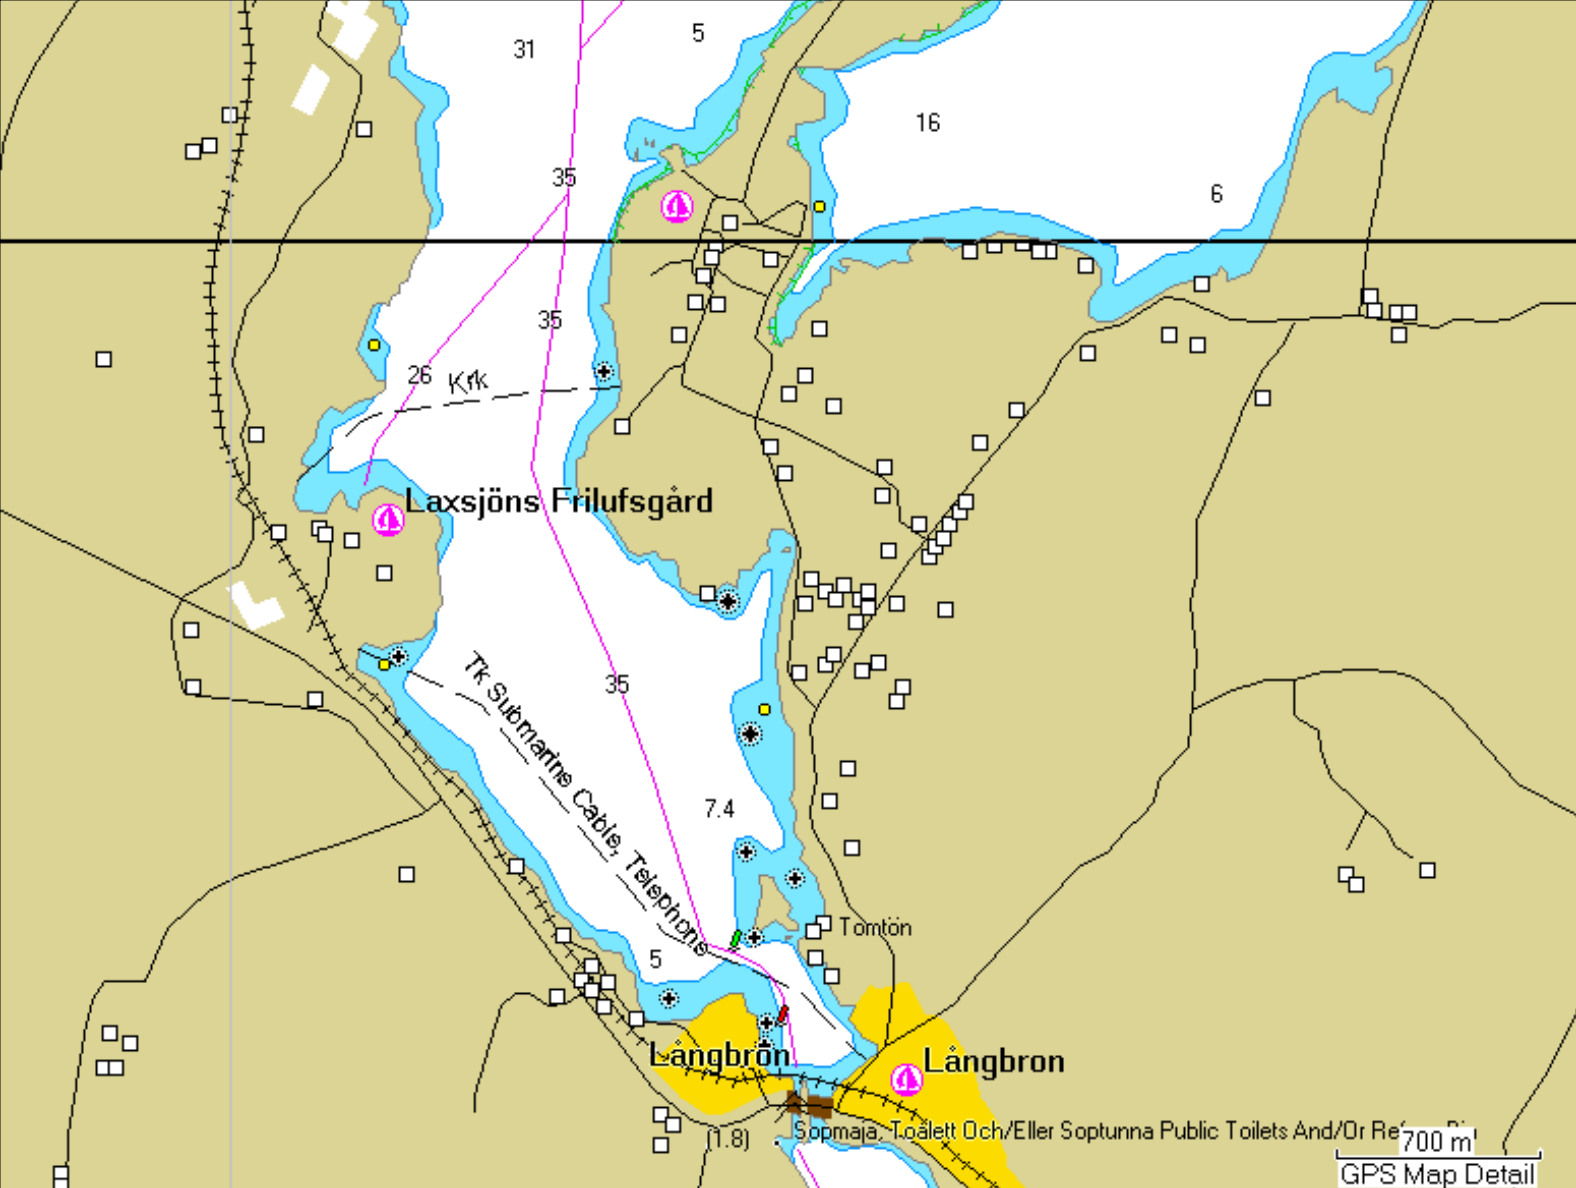 5
31
16
35
6
35
26
Krk
Laxsjöns Frilufsgård
Tk Submarine Cable, Telephone
35
7.4
Tomtön
5
Långbron
Långbron
(1.8)
Sopmaja, Toalett Och/Eller Soptunna Public Toilets And/Or
700 m
GPS Map Detail